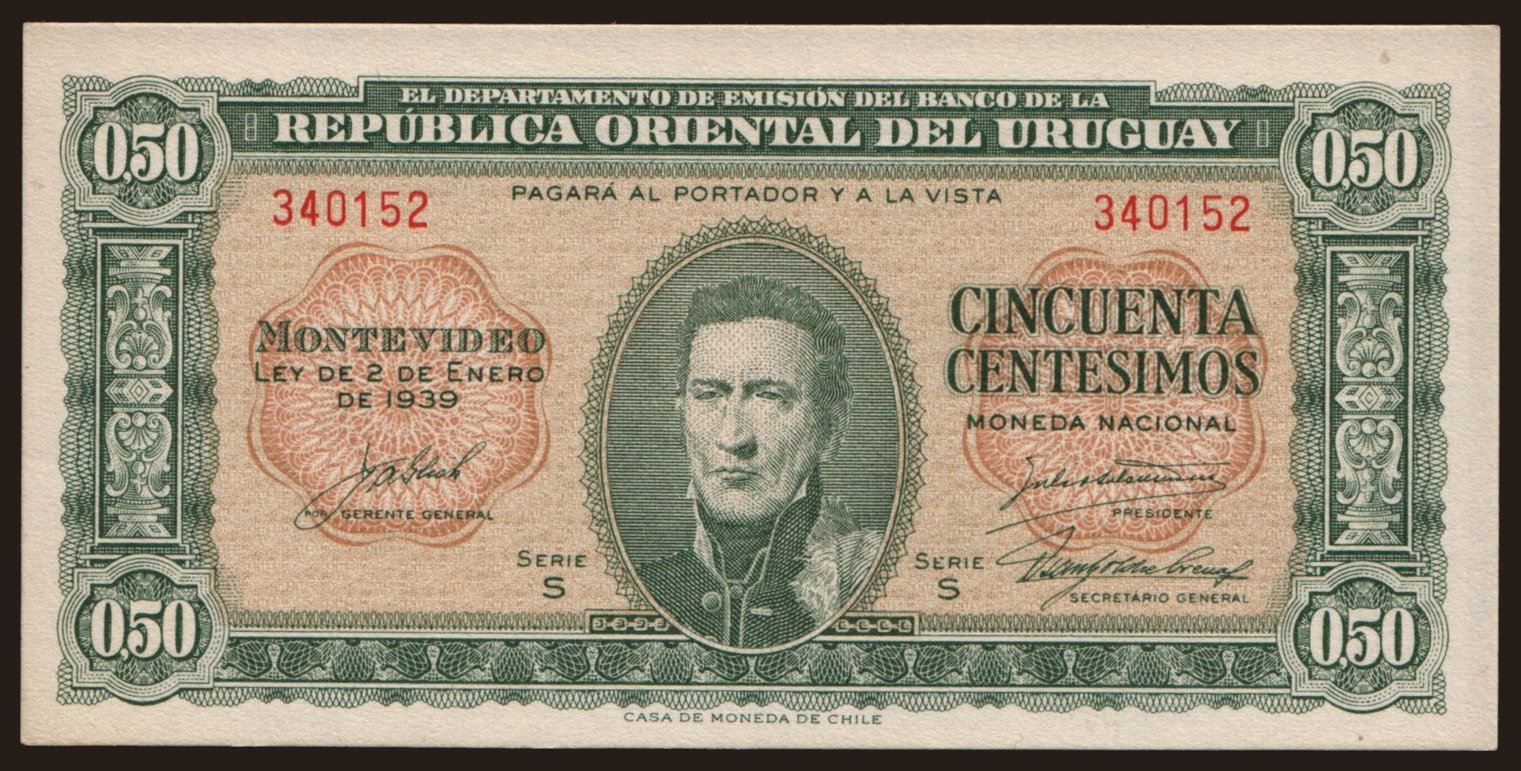 EL DEPARTAMENTO DE EMISIÓN DEL BANCO DE LA
REPÚBLICA ORIENTAL DEL URUGUAY
0,50
0,50
PAGARÁ AL PORTADOR Y A LA VISTA
340152
340152
MONTEVIDEO
LEY DE 2 DE ENERO
DE 1939
CINCUENTA
CENTESIMOS
MONEDA NACIONAL
POR GERENTE GENERAL
PRESIDENTE
SERIE
S
SERIE
S
SECRETARIO GENERAL
0,50
0,50
CASA DE MONEDA DE CHILE